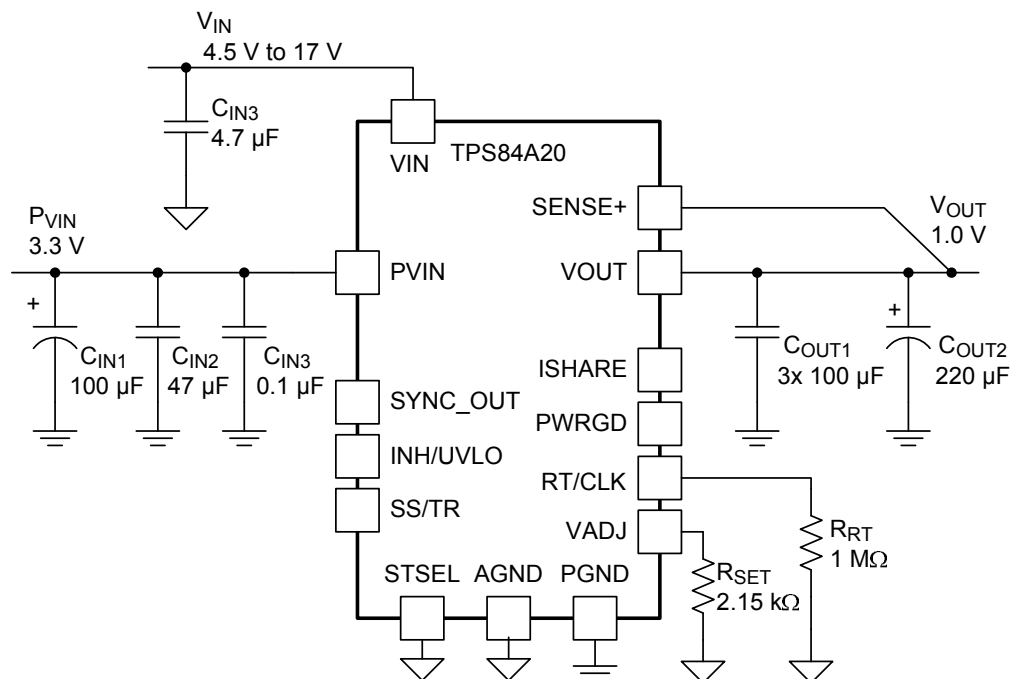 VIN
4.5 V to 17 V
CIN3
4.7 µF
VIN
TPS84A20
PVIN
3.3 V
SENSE+
VOUT
1.0 V
PVIN
VOUT
CIN1
100 µF
CIN2
47 µF
CIN3
0.1 µF
COUT1
3x 100 µF
COUT2
220 µF
ISHARE
SYNC_OUT
PWRGD
INH/UVLO
RT/CLK
SS/TR
VADJ
RRT
1 MΩ
RSET
2.15 kΩ
STSEL AGND PGND
+
+